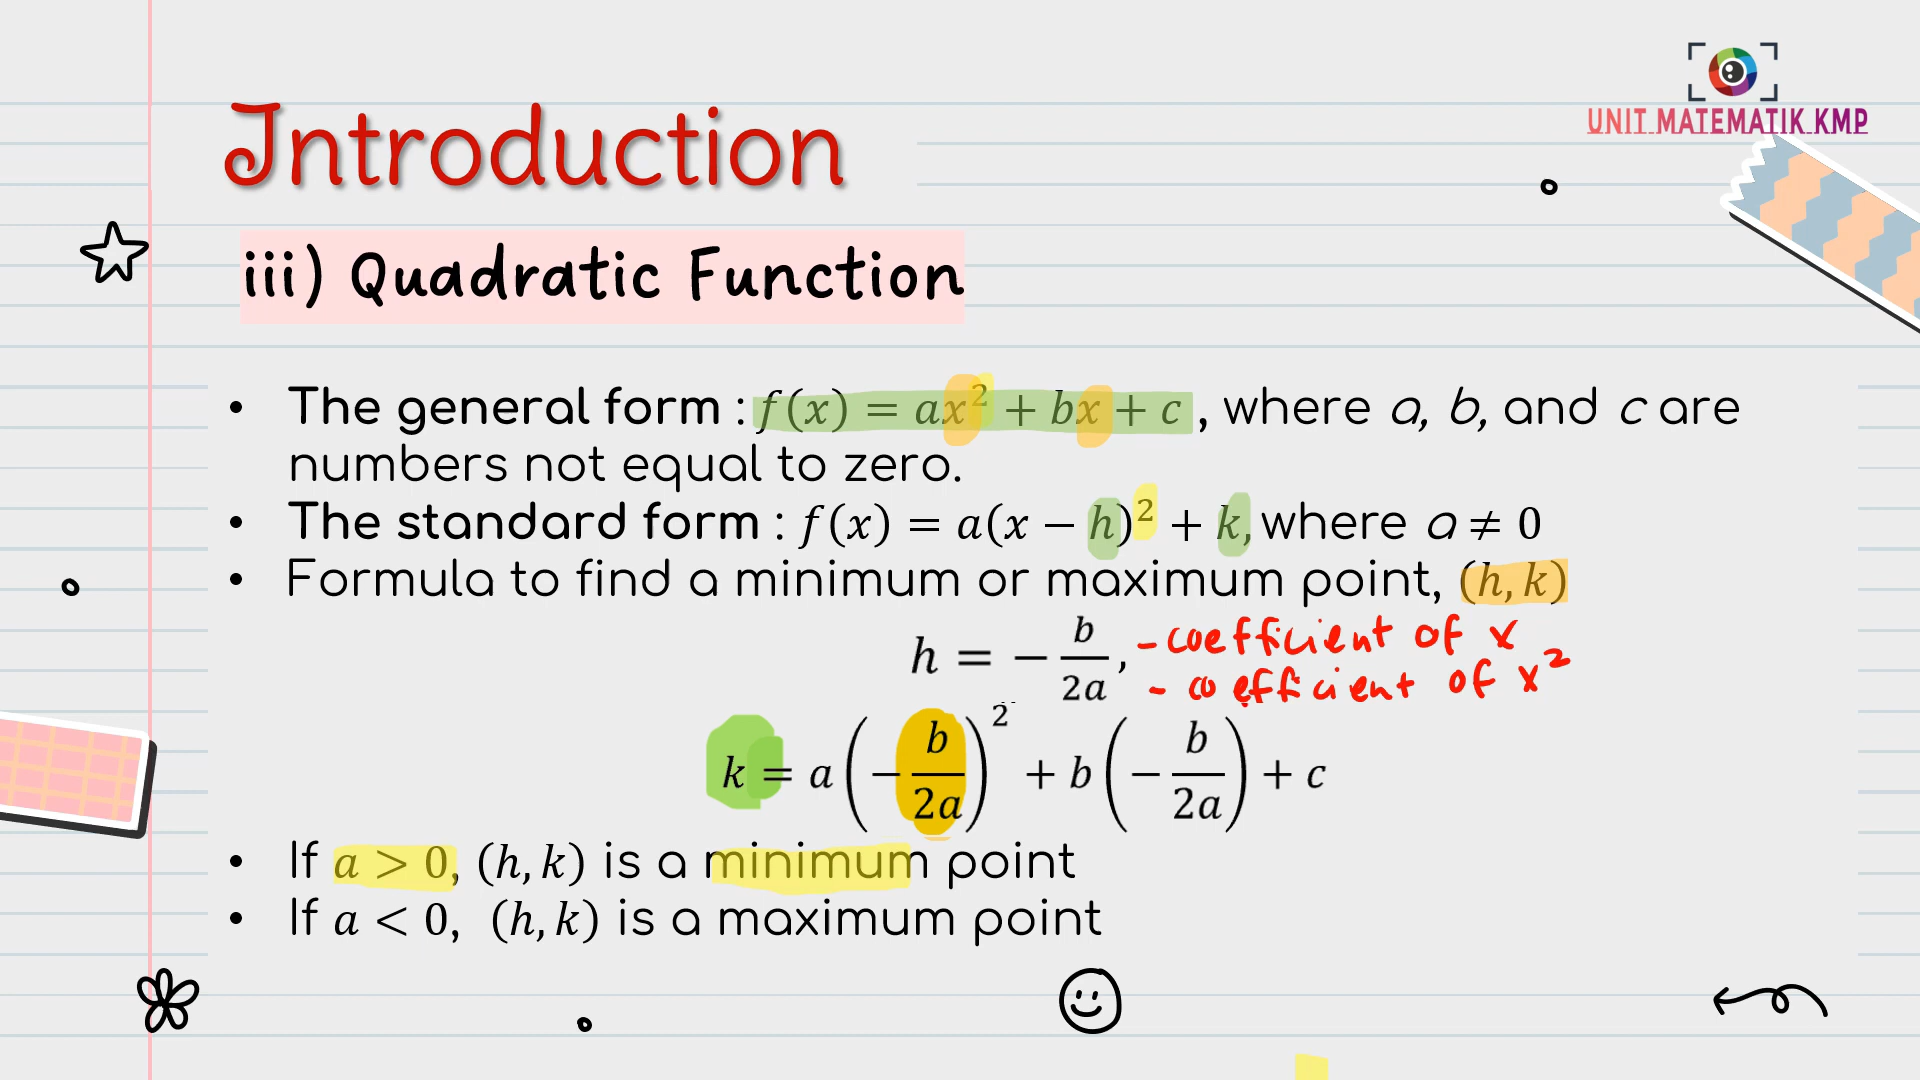 UNIT MATEMATIK KMP
Introduction
iii) Quadratic Function
• The general form : f(x) = ax² + bx + c , where a, b, and c are
numbers not equal to zero.
• The standard form : f(x) = a(x − h)² + k, where a ≠ 0
• Formula to find a minimum or maximum point, (h, k)
h = − b/2a , - coefficient of x
- coefficient of x²
k = a(− b/2a)² + b(− b/2a) + c
• If a > 0, (h, k) is a minimum point
• If a < 0, (h, k) is a maximum point